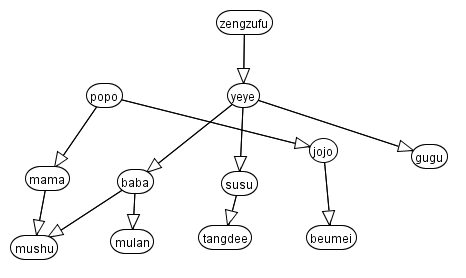 zengzufu
popo
yeye
jojo
gugu
mama
baba
susu
mushu
mulan
tangdee
beumei